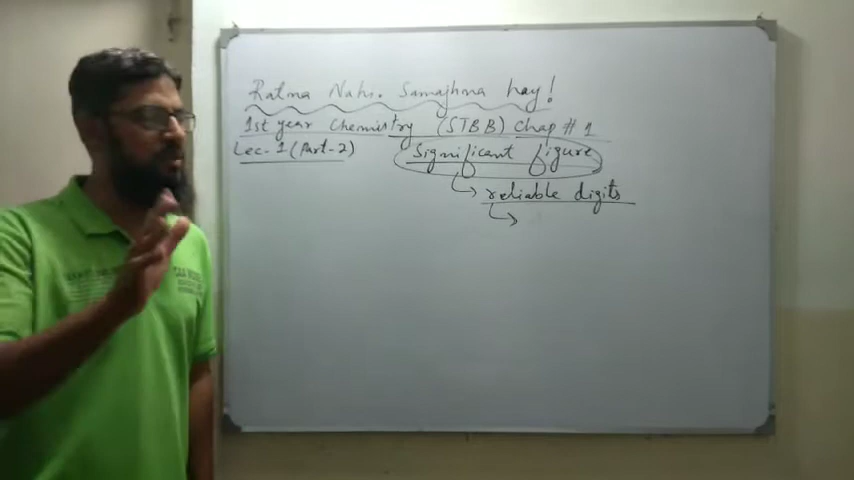 Ratna Nahi. Samajhna hay!
1st year Chemistry (STBB) Chap # 1
Lec-1 (Part-2) Significant figure
reliable digits